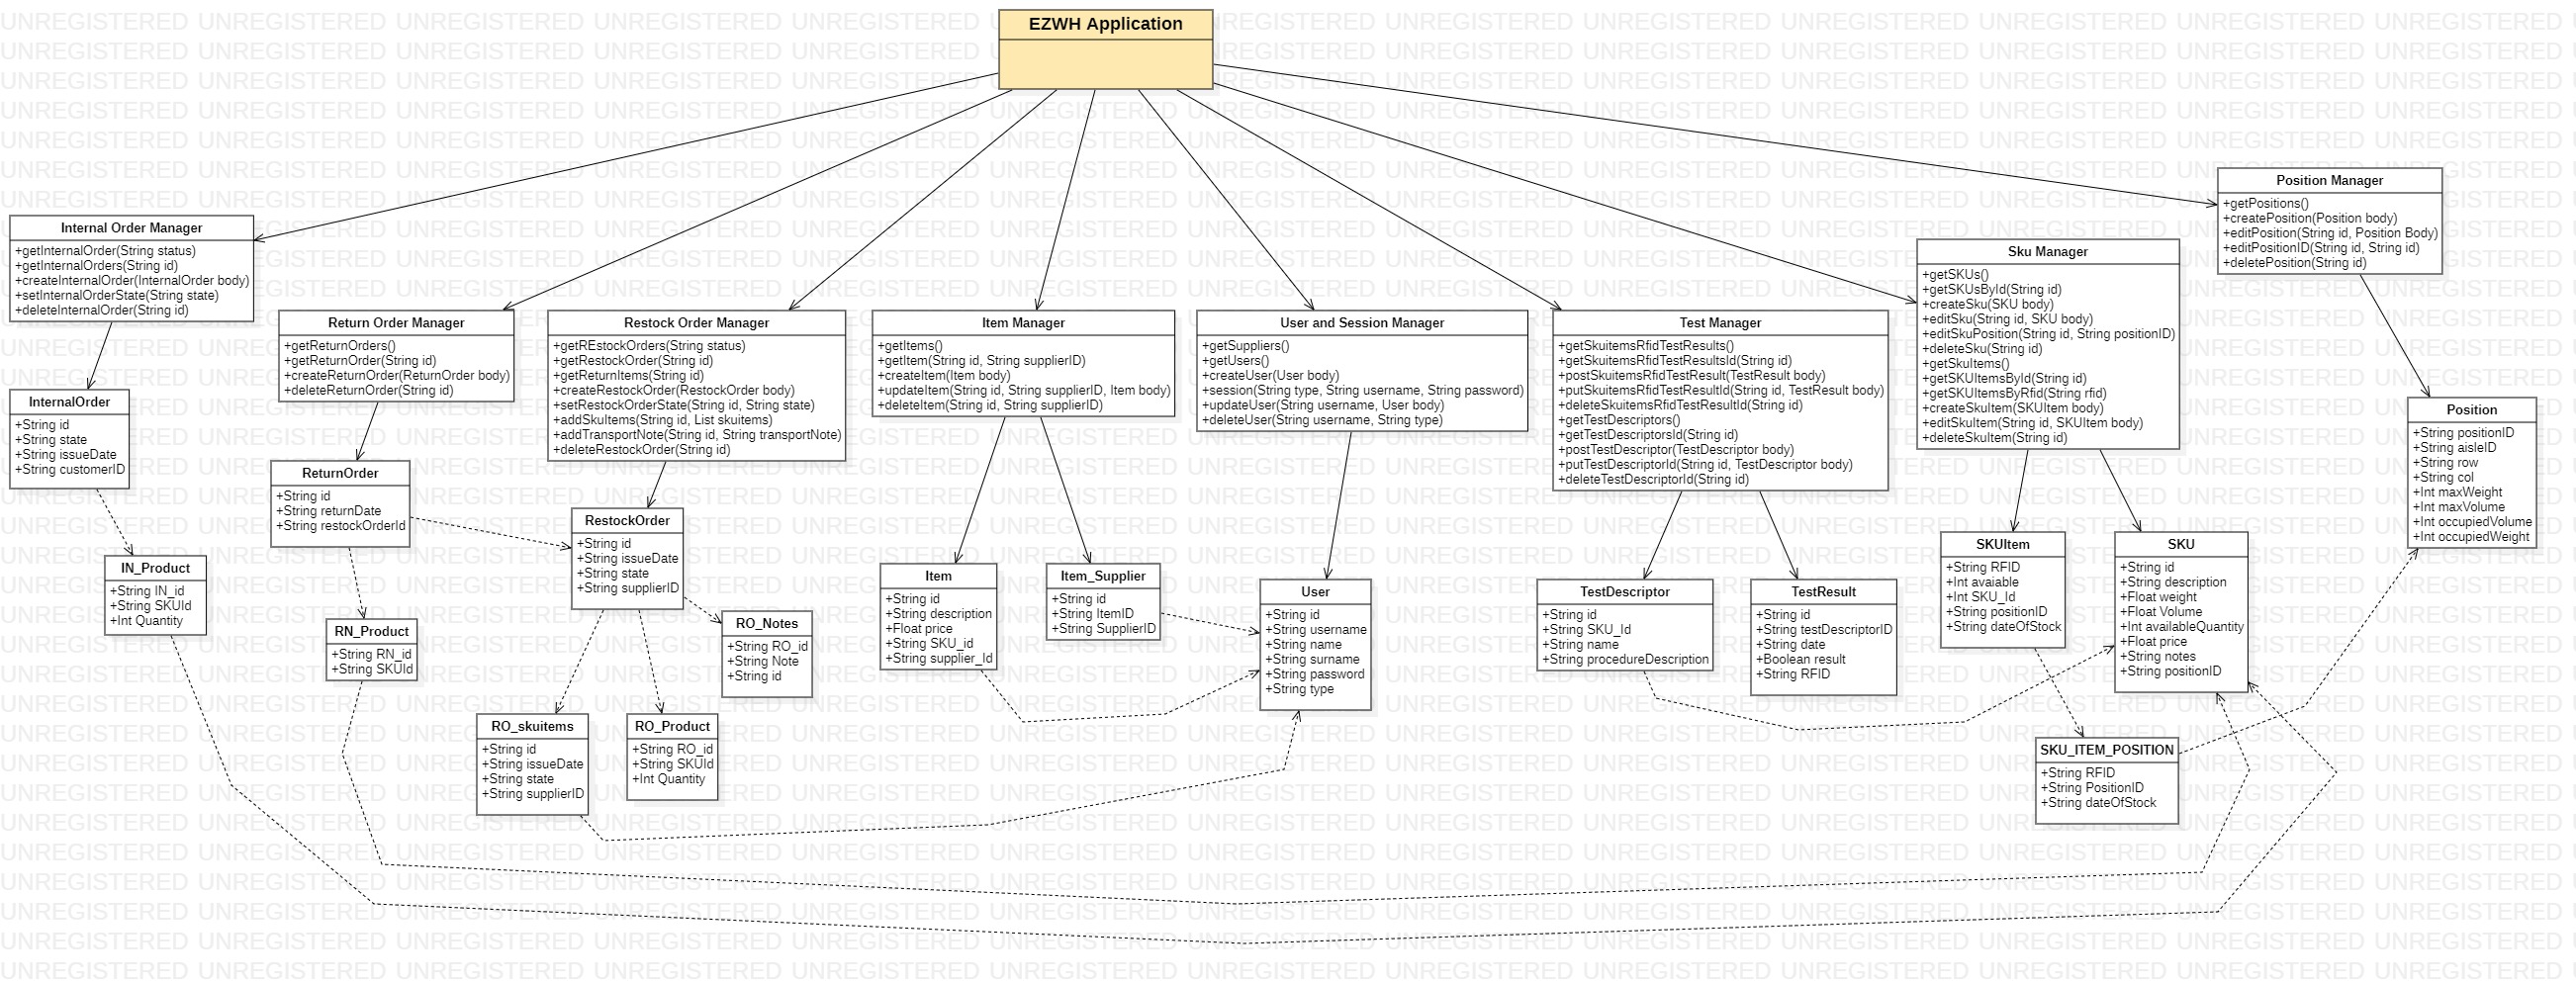 EZWH Application
Internal Order Manager
+getInternalOrder(String status)
+getInternalOrders(String id)
+createInternalOrder(InternalOrder body)
+setInternalOrderState(String state)
+deleteInternalOrder(String id)
Return Order Manager
+getReturnOrders()
+getReturnOrder(String id)
+createReturnOrder(ReturnOrder body)
+deleteReturnOrder(String id)
Restock Order Manager
+getREstockOrders(String status)
+getRestockOrder(String id)
+getReturnItems(String id)
+createRestockOrder(RestockOrder body)
+setRestockOrderState(String id, String state)
+addSkuItems(String id, List skuitems)
+addTransportNote(String id, String transportNote)
+deleteRestockOrder(String id)
Item Manager
+getItems()
+getItem(String id, String supplierID)
+createItem(Item body)
+updateItem(String id, String supplierID, Item body)
+deleteItem(String id, String supplierID)
User and Session Manager
+getSuppliers()
+getUsers()
+createUser(User body)
+session(String type, String username, String password)
+updateUser(String username, User body)
+deleteUser(String username, String type)
Test Manager
+getSkuitemsRfidTestResults()
+getSkuitemsRfidTestResultsId(String id)
+postSkuitemsRfidTestResult(TestResult body)
+putSkuitemsRfidTestResultId(String id, TestResult body)
+deleteSkuitemsRfidTestResultId(String id)
+getTestDescriptors()
+getTestDescriptorsId(String id)
+postTestDescriptor(TestDescriptor body)
+putTestDescriptorId(String id, TestDescriptor body)
+deleteTestDescriptorId(String id)
Sku Manager
+getSKUs()
+getSKUsById(String id)
+createSku(SKU body)
+editSku(String id, SKU body)
+editSkuPosition(String id, String positionID)
+deleteSku(String id)
+getSkuItems()
+getSKUItemsById(String id)
+getSKUItemsByRfid(String rfid)
+createSkuItem(SKUItem body)
+editSkuItem(String id, SKUItem body)
+deleteSkuItem(String id)
Position Manager
+getPositions()
+createPosition(Position body)
+editPosition(String id, Position Body)
+editPositionID(String id, String id)
+deletePosition(String id)
InternalOrder
+String id
+String state
+String issueDate
+String customerID
IN_Product
+String IN_id
+String SKUId
+Int Quantity
ReturnOrder
+String id
+String returnDate
+String restockOrderId
RN_Product
+String RN_id
+String SKUId
RestockOrder
+String id
+String issueDate
+String state
+String supplierID
RO_Notes
+String RO_id
+String Note
+String id
RO_skuitems
+String id
+String issueDate
+String state
+String supplierID
RO_Product
+String RO_id
+String SKUId
+Int Quantity
Item
+String id
+String description
+Float price
+String SKU_id
+String supplier_Id
Item_Supplier
+String id
+String ItemID
+String SupplierID
User
+String id
+String username
+String name
+String surname
+String password
+String type
TestDescriptor
+String id
+String SKU_Id
+String name
+String procedureDescription
TestResult
+String id
+String testDescriptorID
+String date
+Boolean result
+String RFID
SKUItem
+String RFID
+Int avaiable
+Int SKU_Id
+String positionID
+String dateOfStock
SKU
+String id
+String description
+Float weight
+Float Volume
+Int availableQuantity
+Float price
+String notes
+String positionID
SKU_ITEM_POSITION
+String RFID
+String PositionID
+String dateOfStock
Position
+String positionID
+String aisleID
+String row
+String col
+Int maxWeight
+Int maxVolume
+Int occupiedVolume
+Int occupiedWeight
UNREGISTERED